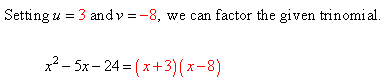 Setting u = 3 and v = −8, we can factor the given trinomial.
x² − 5x − 24 = (x+3)(x−8)